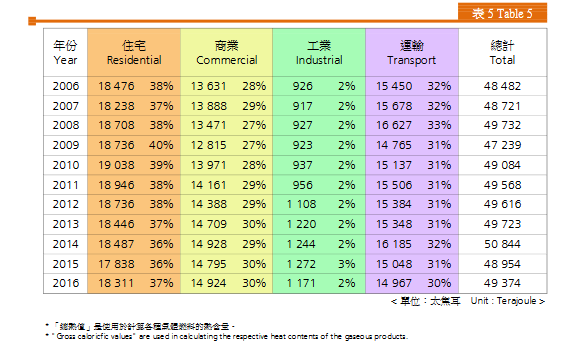 表 5 Table 5
年份 住宅 商業 工業 運輸 總計
Year Residential Commercial Industrial Transport Total
2006 18 476 38% 13 631 28% 926 2% 15 450 32% 48 482
2007 18 238 37% 13 888 29% 917 2% 15 678 32% 48 721
2008 18 708 38% 13 471 27% 927 2% 16 627 33% 49 732
2009 18 736 40% 12 815 27% 923 2% 14 765 31% 47 239
2010 19 038 39% 13 971 28% 937 2% 15 137 31% 49 084
2011 18 946 38% 14 161 29% 956 2% 15 506 31% 49 568
2012 18 736 38% 14 388 29% 1 108 2% 15 384 31% 49 616
2013 18 446 37% 14 709 30% 1 220 2% 15 348 31% 49 723
2014 18 487 36% 14 928 29% 1 244 2% 16 185 32% 50 844
2015 17 838 36% 14 795 30% 1 272 3% 15 048 31% 48 954
2016 18 311 37% 14 924 30% 1 171 2% 14 967 30% 49 374
< 單位：太焦耳 Unit : Terajoule >
* 「總熱值」是使用於計算各種氣體燃料的熱含量。
* " Gross caloricfic values" are used in calculating the respective heat contents of the gaseous products.